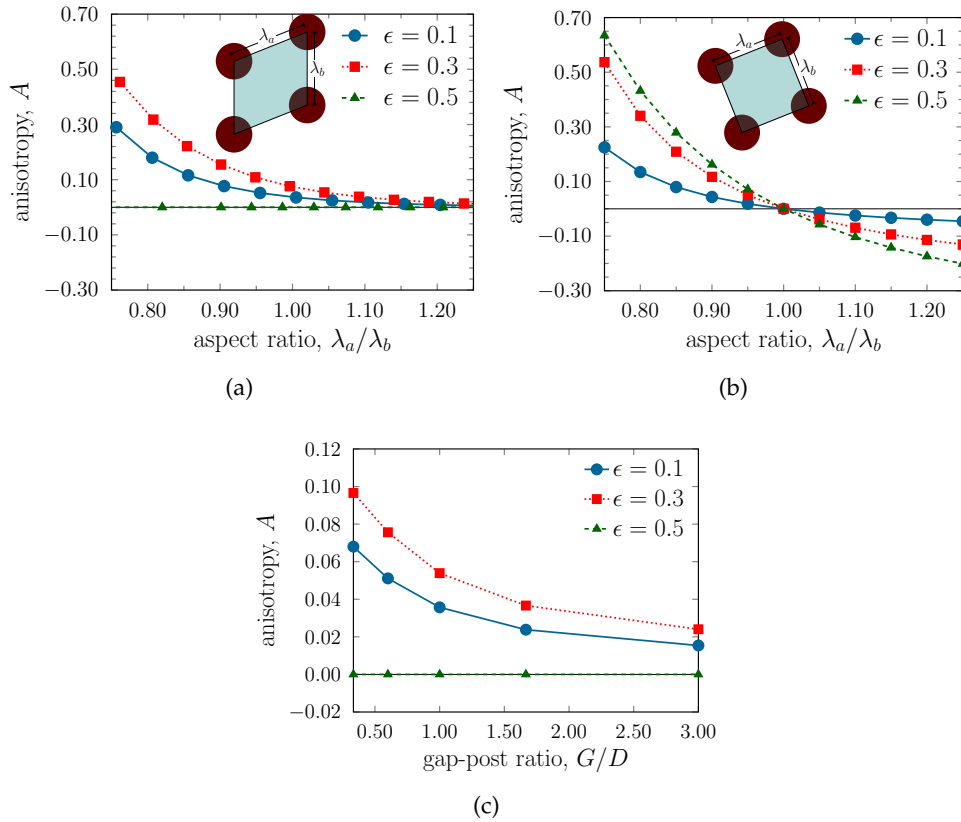 0.70
0.50
0.30
0.10
−0.10
−0.30
anisotropy, A
λa
λb
ϵ = 0.1
ϵ = 0.3
ϵ = 0.5
0.80 0.90 1.00 1.10 1.20
aspect ratio, λa/λb
(a)
0.70
0.50
0.30
0.10
−0.10
−0.30
anisotropy, A
λa
λb
ϵ = 0.1
ϵ = 0.3
ϵ = 0.5
0.80 0.90 1.00 1.10 1.20
aspect ratio, λa/λb
(b)
0.12
0.10
0.08
0.06
0.04
0.02
0.00
−0.02
anisotropy, A
ϵ = 0.1
ϵ = 0.3
ϵ = 0.5
0.50 1.00 1.50 2.00 2.50 3.00
gap-post ratio, G/D
(c)